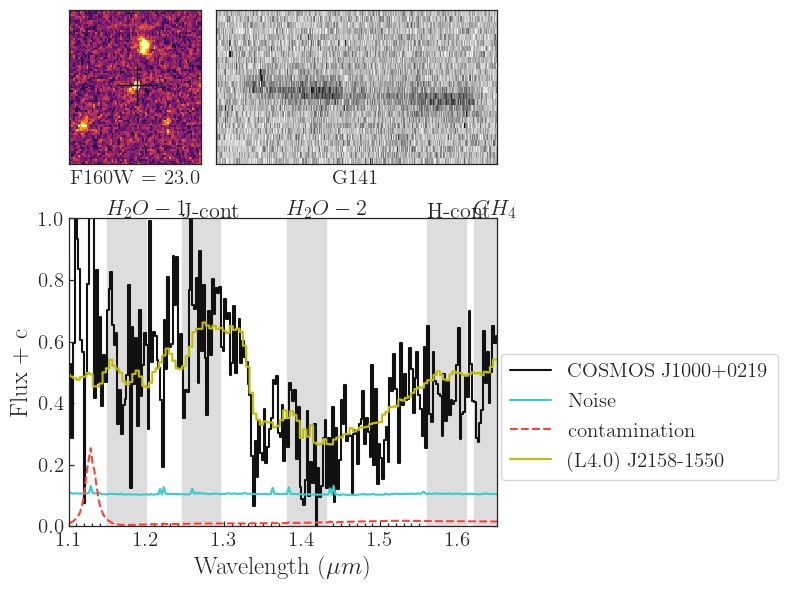 F160W = 23.0
G141
H₂O − 1
J-cont
H₂O − 2
H-cont
CH₄
1.0
0.8
0.6
0.4
0.2
0.0
Flux + c
1.1
1.2
1.3
1.4
1.5
1.6
Wavelength (μm)
COSMOS J1000+0219
Noise
contamination
(L4.0) J2158-1550